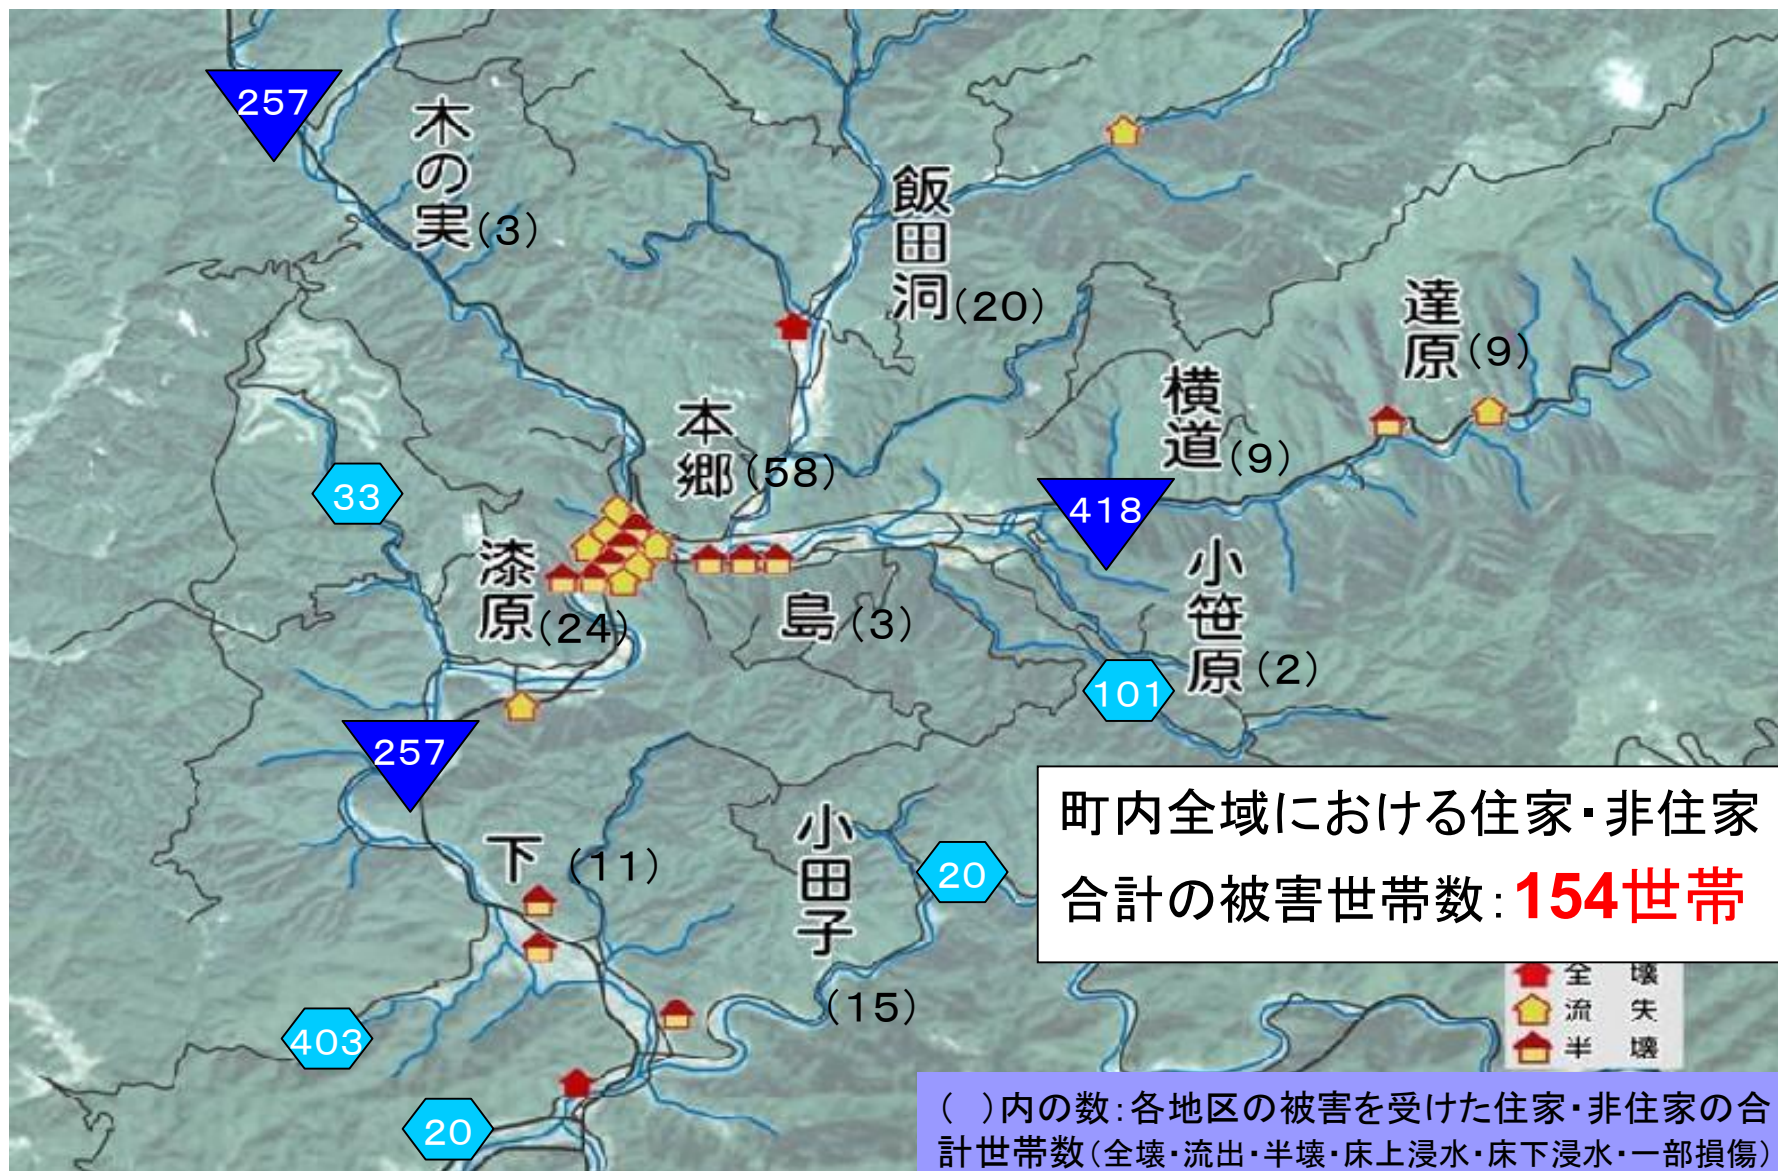 257
木の実(3)
飯田洞(20)
達原(9)
横道(9)
本郷(58)
33
418
漆原(24)
島(3)
小笹原(2)
101
257
下(11)
小田子(15)
20
403
20
町内全域における住家・非住家
合計の被害世帯数:154世帯
全 壊
流 失
半 壊
( )内の数:各地区の被害を受けた住家・非住家の合
計世帯数(全壊・流出・半壊・床上浸水・床下浸水・一部損傷)